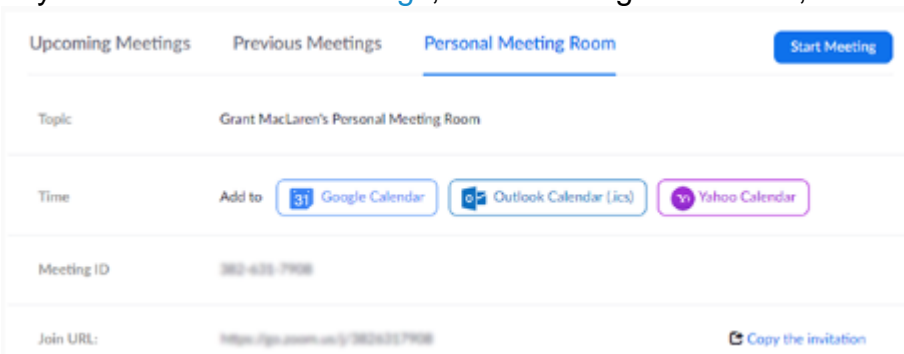 Upcoming Meetings Previous Meetings Personal Meeting Room Start Meeting
Topic Grant MacLaren's Personal Meeting Room
Time Add to 31 Google Calendar Outlook Calendar (.ics) Yahoo Calendar
Meeting ID
Join URL: Copy the invitation